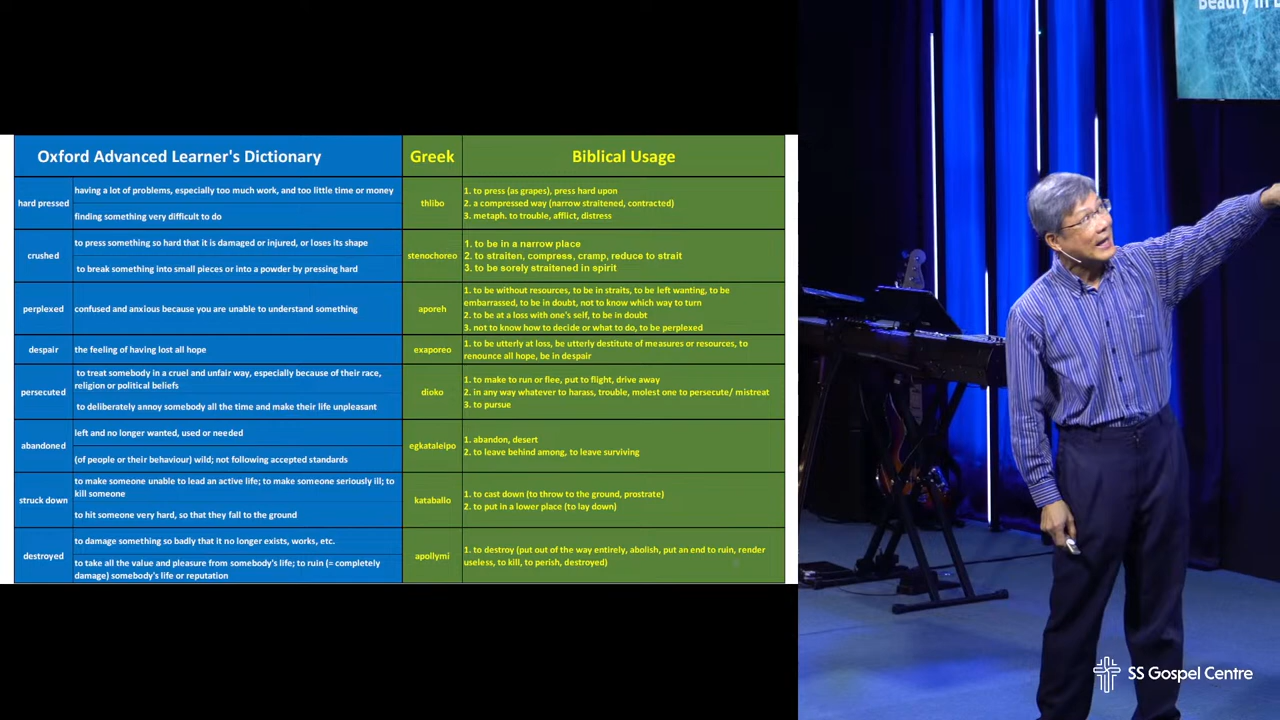 Beauty in
Oxford Advanced Learner's Dictionary Greek Biblical Usage
hard pressed
having a lot of problems, especially too much work, and too little time or money
finding something very difficult to do
thlibo
1. to press (as grapes), press hard upon
2. a compressed way (narrow straitened, contracted)
3. metaph. to trouble, afflict, distress
crushed
to press something so hard that it is damaged or injured, or loses its shape
to break something into small pieces or into a powder by pressing hard
stenochoreo
1. to be in a narrow place
2. to straiten, compress, cramp, reduce to strait
3. to be sorely straitened in spirit
perplexed
confused and anxious because you are unable to understand something
aporeh
1. to be without resources, to be in straits, to be left wanting, to be
embarrassed, to be in doubt, not to know which way to turn
2. to be at a loss with one's self, to be in doubt
3. not to know how to decide or what to do, to be perplexed
despair
the feeling of having lost all hope
exaporeo
1. to be utterly at loss, be utterly destitute of measures or resources, to
renounce all hope, be in despair
persecuted
to treat somebody in a cruel and unfair way, especially because of their race,
religion or political beliefs
to deliberately annoy somebody all the time and make their life unpleasant
dioko
1. to make to run or flee, put to flight, drive away
2. in any way whatever to harass, trouble, molest one to persecute/ mistreat
3. to pursue
abandoned
left and no longer wanted, used or needed
(of people or their behaviour) wild; not following accepted standards
egkataleipo
1. abandon, desert
2. to leave behind among, to leave surviving
struck down
to make someone unable to lead an active life; to make someone seriously ill; to
kill someone
to hit someone very hard, so that they fall to the ground
kataballo
1. to cast down (to throw to the ground, prostrate)
2. to put in a lower place (to lay down)
destroyed
to damage something so badly that it no longer exists, works, etc.
to take all the value and pleasure from somebody's life; to ruin (= completely
damage) somebody's life or reputation
apollymi
1. to destroy (put out of the way entirely, abolish, put an end to ruin, render
useless, to kill, to perish, destroyed)
SS Gospel Centre